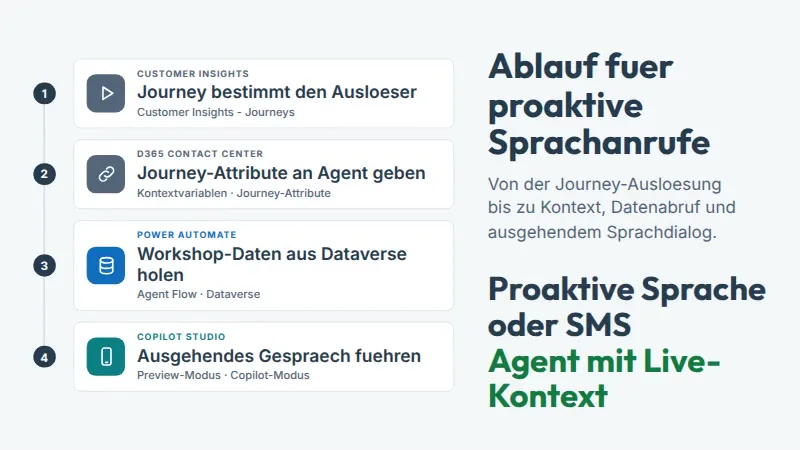 1
CUSTOMER INSIGHTS
Journey bestimmt den Ausloeser
Customer Insights - Journeys
2
D365 CONTACT CENTER
Journey-Attribute an Agent geben
Kontextvariablen · Journey-Attribute
3
POWER AUTOMATE
Workshop-Daten aus Dataverse
holen
Agent Flow · Dataverse
4
COPILOT STUDIO
Ausgehendes Gespraech fuehren
Preview-Modus · Copilot-Modus
Ablauf fuer
proaktive
Sprachanrufe
Von der Journey-Ausloesung
bis zu Kontext, Datenabruf und
ausgehendem Sprachdialog.
Proaktive Sprache
oder SMS
Agent mit Live-
Kontext